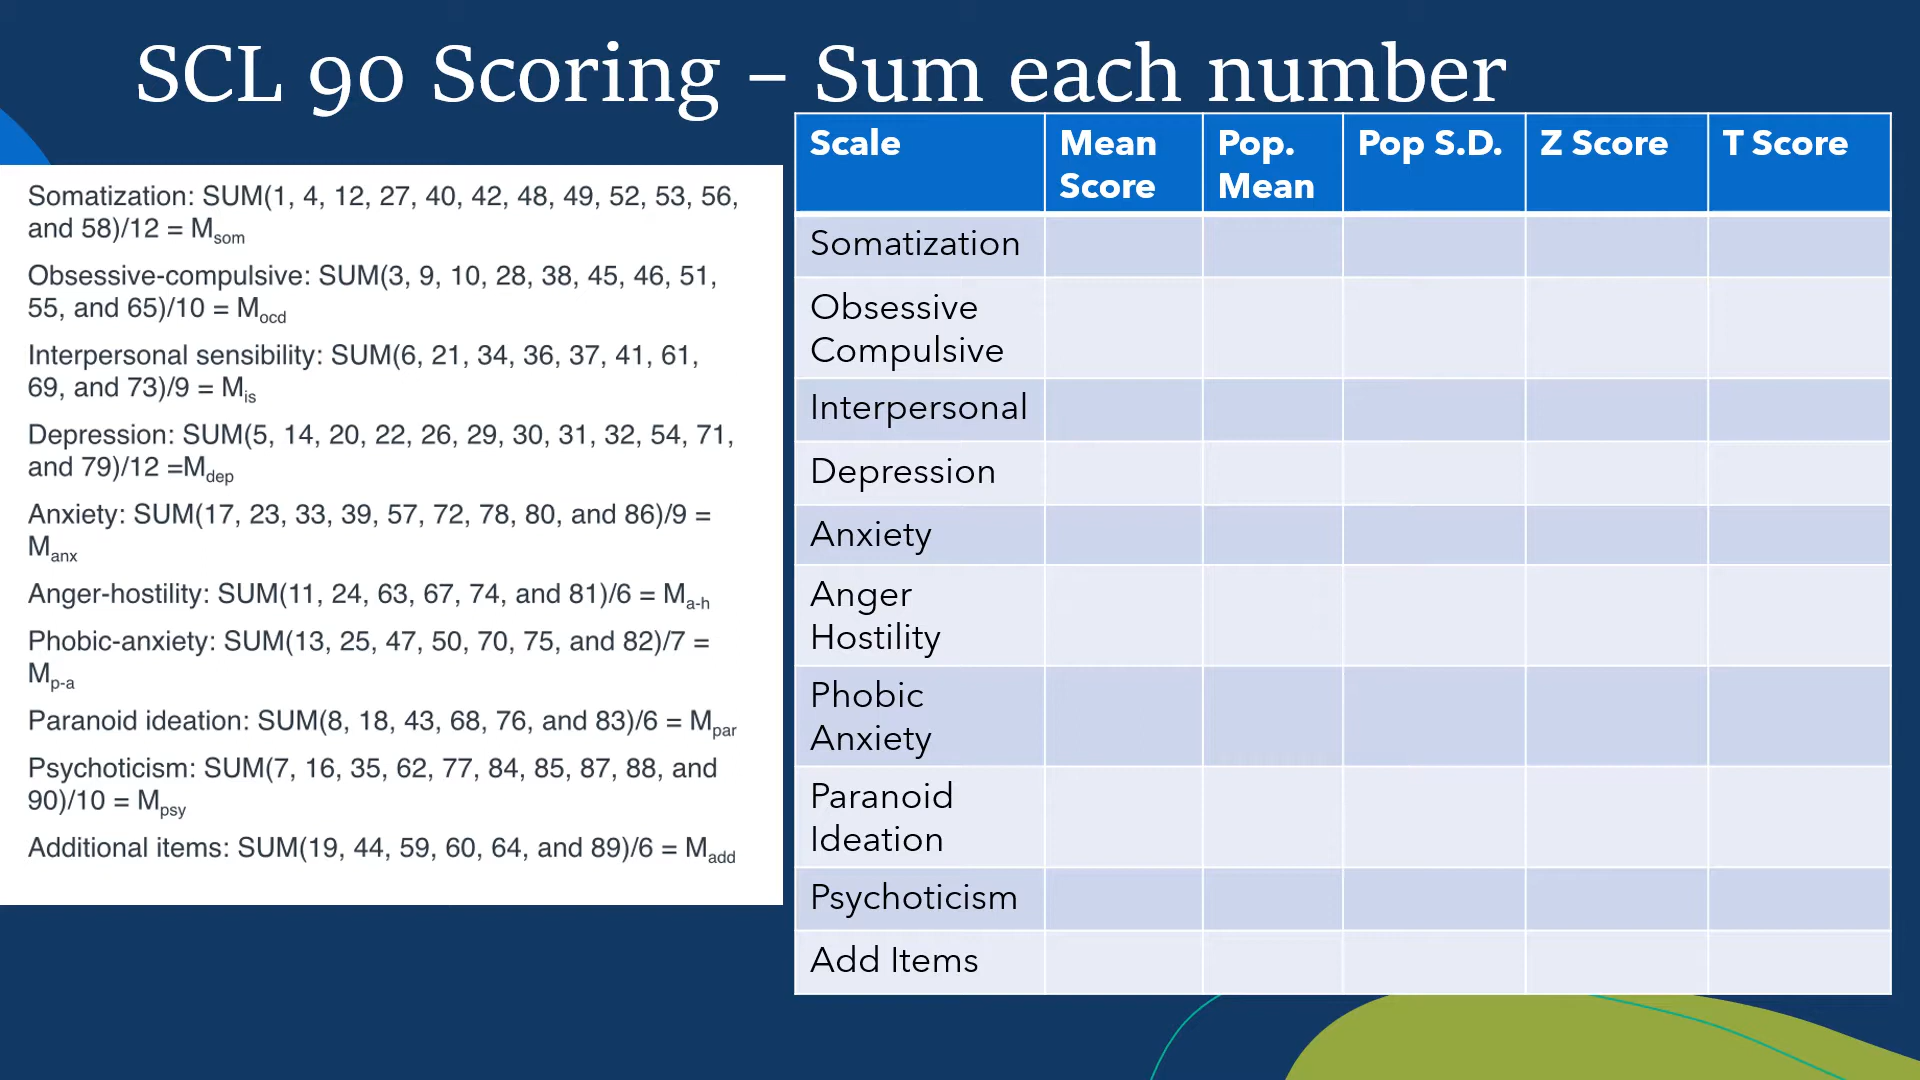 SCL 90 Scoring – Sum each number
Somatization: SUM(1, 4, 12, 27, 40, 42, 48, 49, 52, 53, 56,
and 58)/12 = Msom
Obsessive-compulsive: SUM(3, 9, 10, 28, 38, 45, 46, 51,
55, and 65)/10 = Mocd
Interpersonal sensibility: SUM(6, 21, 34, 36, 37, 41, 61,
69, and 73)/9 = Mis
Depression: SUM(5, 14, 20, 22, 26, 29, 30, 31, 32, 54, 71,
and 79)/12 =Mdep
Anxiety: SUM(17, 23, 33, 39, 57, 72, 78, 80, and 86)/9 =
Manx
Anger-hostility: SUM(11, 24, 63, 67, 74, and 81)/6 = Ma-h
Phobic-anxiety: SUM(13, 25, 47, 50, 70, 75, and 82)/7 =
Mp-a
Paranoid ideation: SUM(8, 18, 43, 68, 76, and 83)/6 = Mpar
Psychoticism: SUM(7, 16, 35, 62, 77, 84, 85, 87, 88, and
90)/10 = Mpsy
Additional items: SUM(19, 44, 59, 60, 64, and 89)/6 = Madd
Scale Mean Pop. Pop S.D. Z Score T Score
Score Mean
Somatization
Obsessive
Compulsive
Interpersonal
Depression
Anxiety
Anger
Hostility
Phobic
Anxiety
Paranoid
Ideation
Psychoticism
Add Items